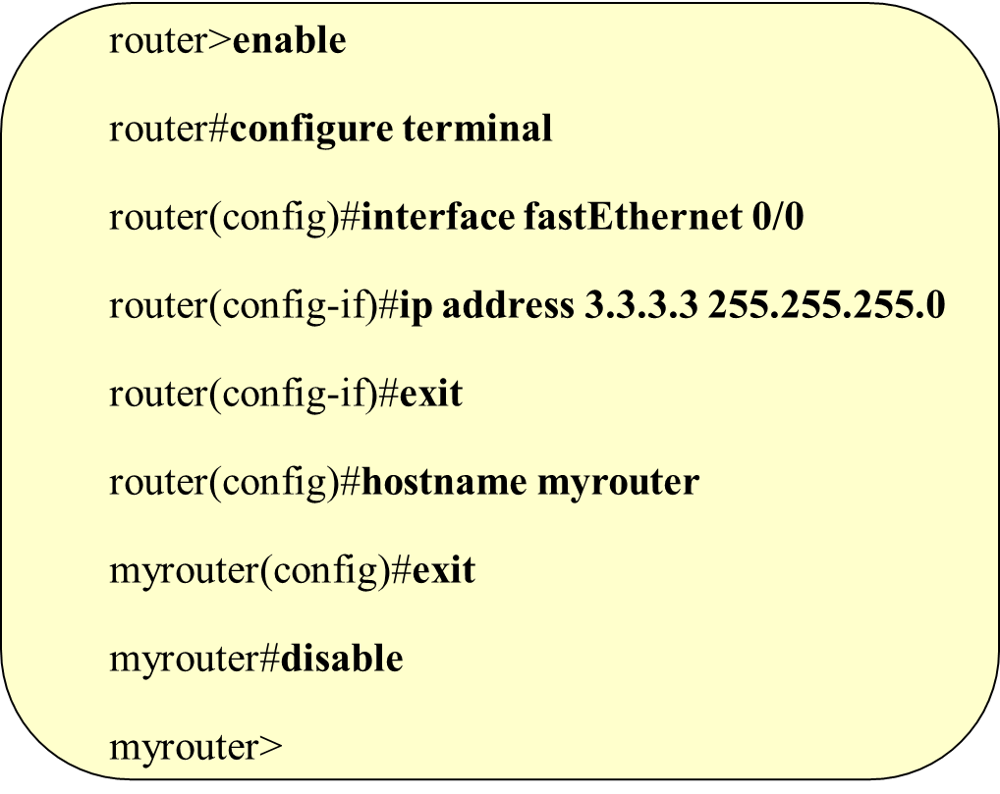 router>enable
router#configure terminal
router(config)#interface fastEthernet 0/0
router(config-if)#ip address 3.3.3.3 255.255.255.0
router(config-if)#exit
router(config)#hostname myrouter
myrouter(config)#exit
myrouter#disable
myrouter>